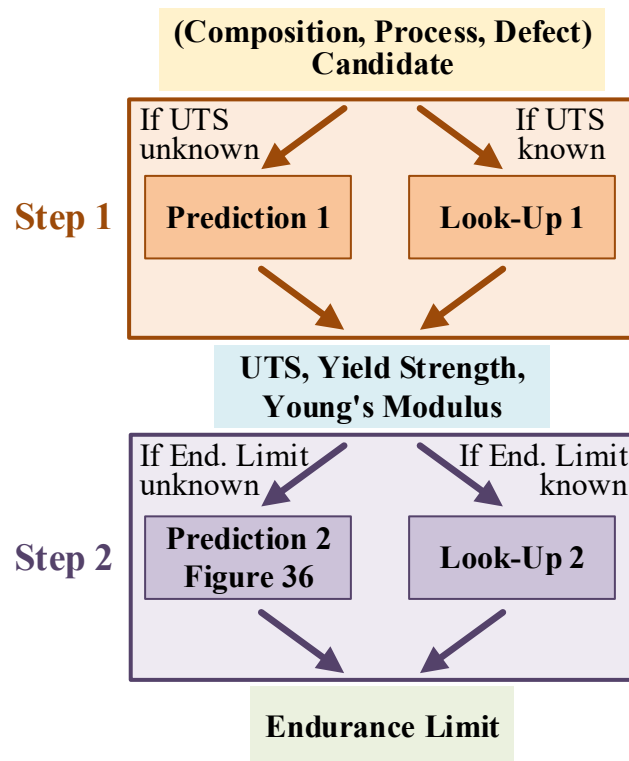 (Composition, Process, Defect)
Candidate
If UTS
unknown
If UTS
known
Step 1
Prediction 1
Look-Up 1
UTS, Yield Strength,
Young's Modulus
If End. Limit
unknown
If End. Limit
known
Step 2
Prediction 2
Figure 36
Look-Up 2
Endurance Limit